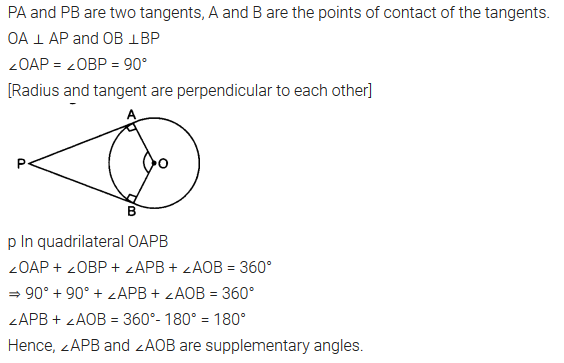 PA and PB are two tangents, A and B are the points of contact of the tangents.
OA ⊥ AP and OB ⊥BP
∠OAP = ∠OBP = 90°
[Radius and tangent are perpendicular to each other]
A
P
O
B
p In quadrilateral OAPB
∠OAP + ∠OBP + ∠APB + ∠AOB = 360°
⇒ 90° + 90° + ∠APB + ∠AOB = 360°
∠APB + ∠AOB = 360°- 180° = 180°
Hence, ∠APB and ∠AOB are supplementary angles.